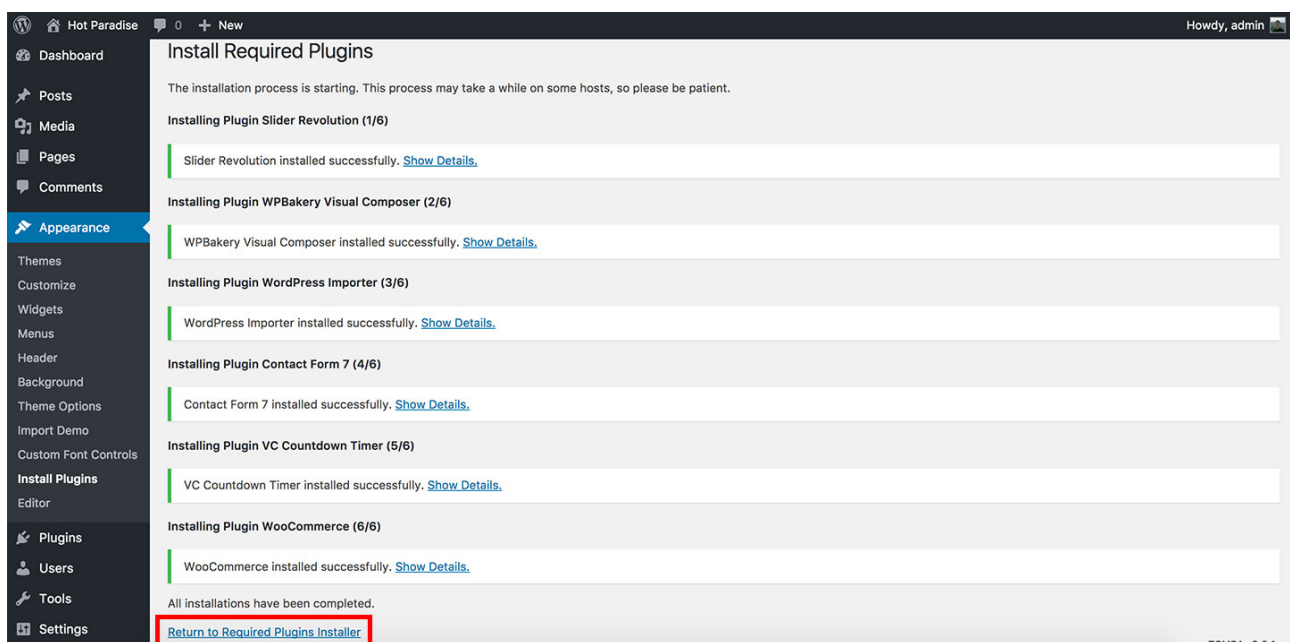 Hot Paradise
0
New
Howdy, admin
Dashboard
Posts
Media
Pages
Comments
Appearance
Themes
Customize
Widgets
Menus
Header
Background
Theme Options
Import Demo
Custom Font Controls
Install Plugins
Editor
Plugins
Users
Tools
Settings
Install Required Plugins
The installation process is starting. This process may take a while on some hosts, so please be patient.
Installing Plugin Slider Revolution (1/6)
Slider Revolution installed successfully. Show Details.
Installing Plugin WPBakery Visual Composer (2/6)
WPBakery Visual Composer installed successfully. Show Details.
Installing Plugin WordPress Importer (3/6)
WordPress Importer installed successfully. Show Details.
Installing Plugin Contact Form 7 (4/6)
Contact Form 7 installed successfully. Show Details.
Installing Plugin VC Countdown Timer (5/6)
VC Countdown Timer installed successfully. Show Details.
Installing Plugin WooCommerce (6/6)
WooCommerce installed successfully. Show Details.
All installations have been completed.
Return to Required Plugins Installer